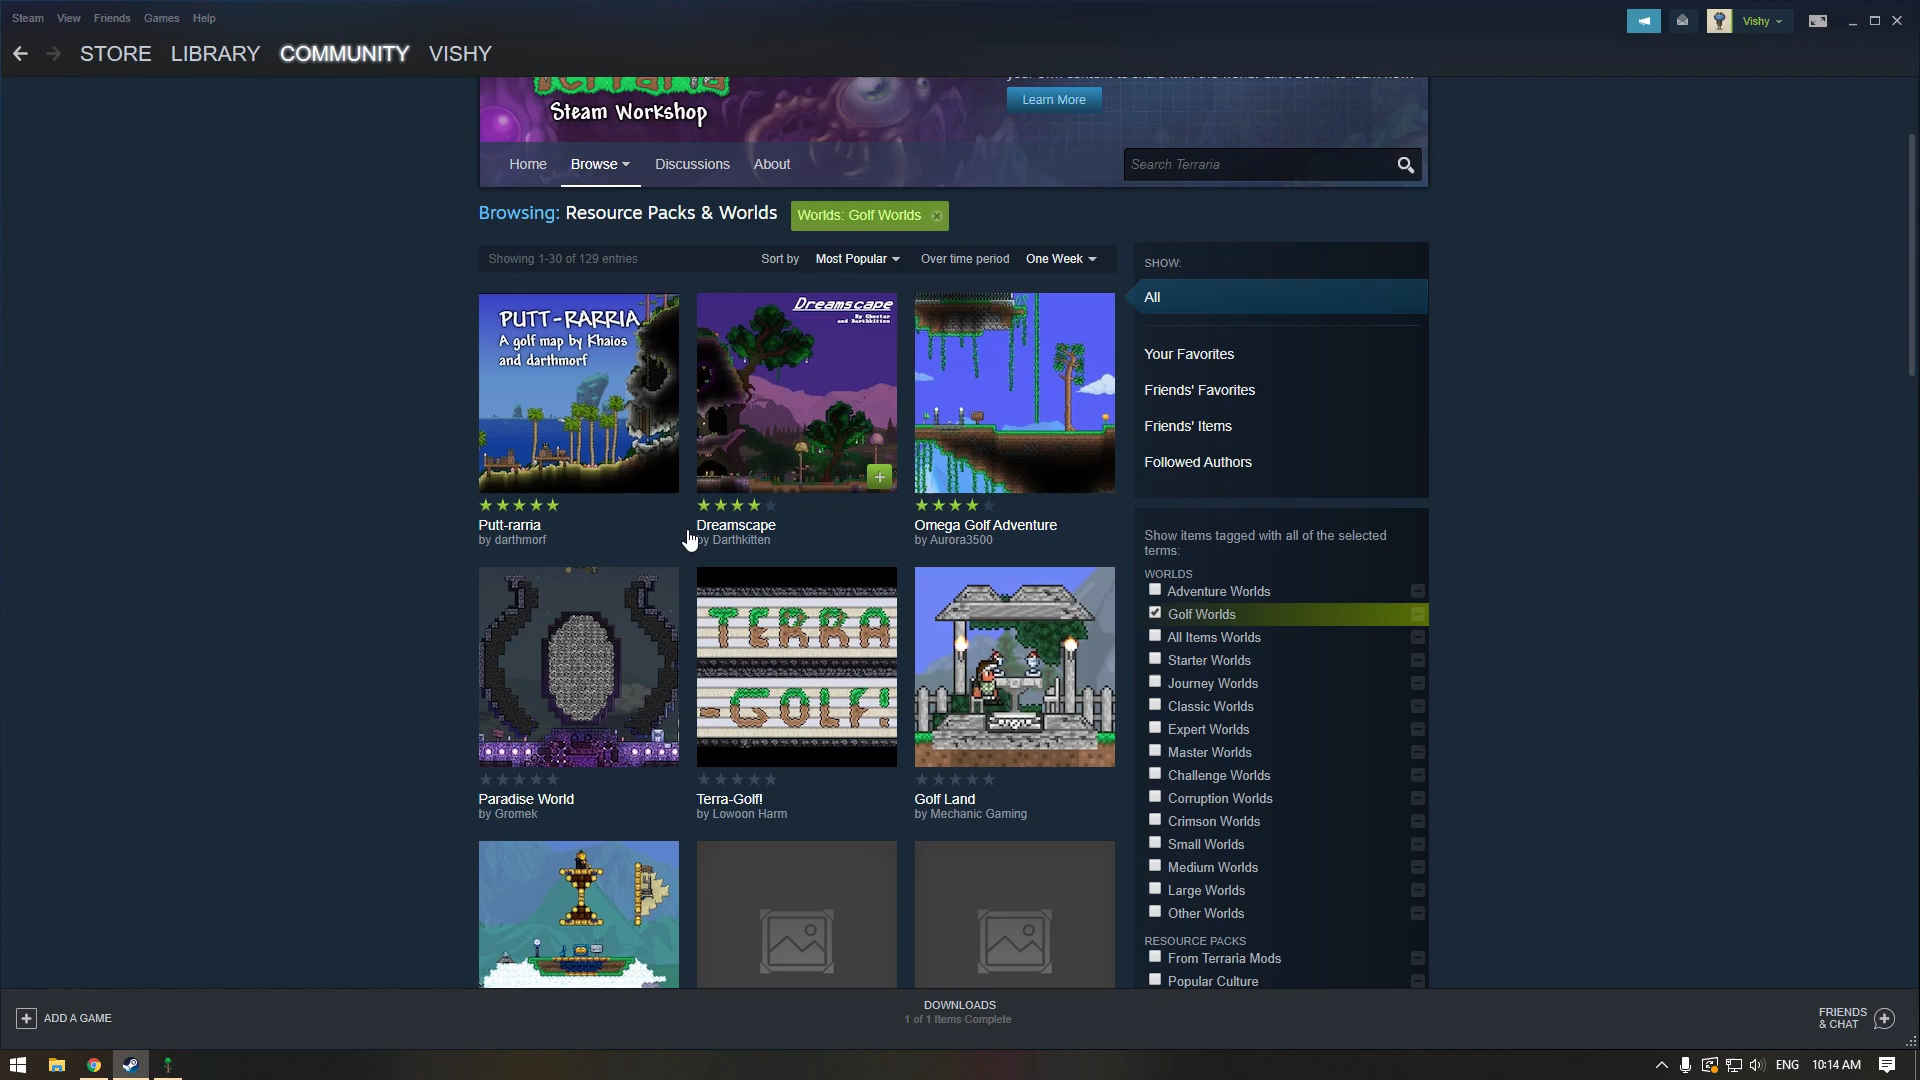 Steam View Friends Games Help
Vishy
STORE LIBRARY COMMUNITY VISHY
Terraria
Steam Workshop
Learn More
Home Browse Discussions About
Search Terraria
Browsing: Resource Packs & Worlds
Worlds: Golf Worlds
Showing 1-30 of 129 entries
Sort by Most Popular Over time period One Week
SHOW:
All
Your Favorites
Friends' Favorites
Friends' Items
Followed Authors
PUTT-RARRIA
A golf map by Khaios
and darthmorf
Dreamscape
and Darthkitten
Putt-rarria
by darthmorf
Dreamscape
by Darthkitten
Omega Golf Adventure
by Aurora3500
TERRA
-GOLF!
Paradise World
by Gromek
Terra-Golf!
by Lowoon Harm
Golf Land
by Mechanic Gaming
Show items tagged with all of the selected
terms:
WORLDS
Adventure Worlds
Golf Worlds
All Items Worlds
Starter Worlds
Journey Worlds
Classic Worlds
Expert Worlds
Master Worlds
Challenge Worlds
Corruption Worlds
Crimson Worlds
Small Worlds
Medium Worlds
Large Worlds
Other Worlds
RESOURCE PACKS
From Terraria Mods
Popular Culture
ADD A GAME
DOWNLOADS
1 of 1 Items Complete
FRIENDS
& CHAT
ENG 10:14 AM